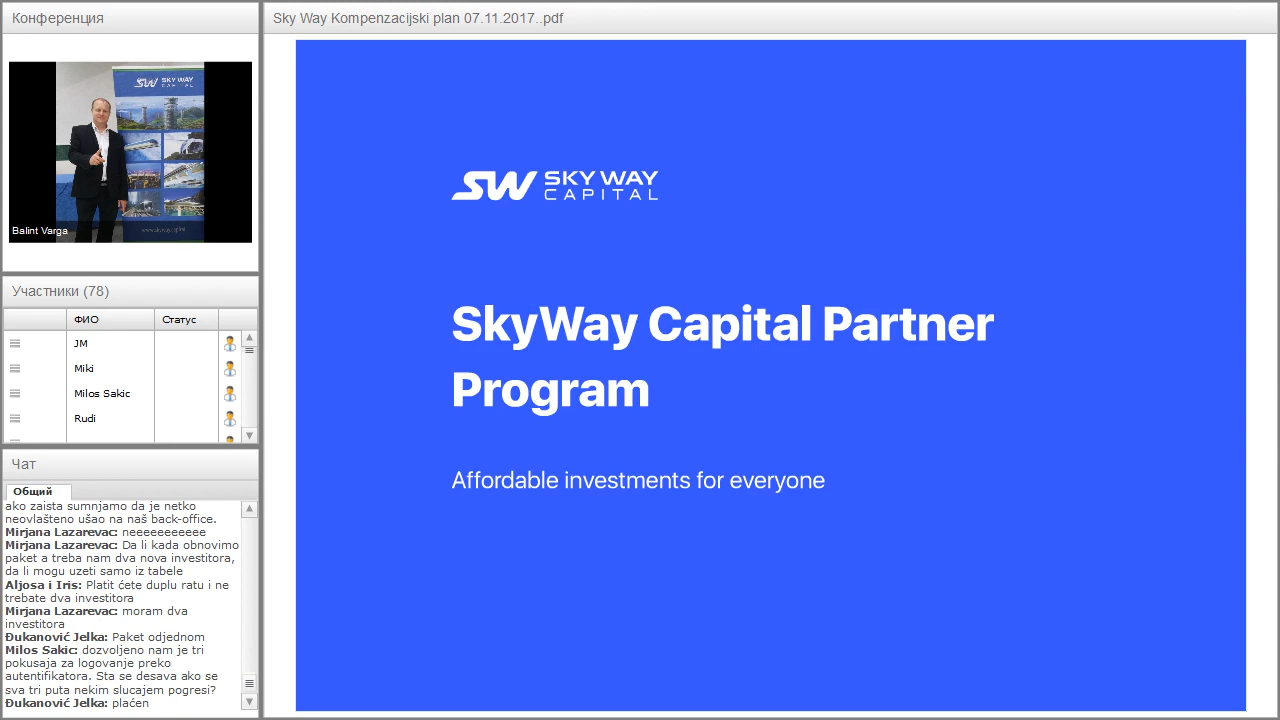 Конференция
SKY WAY
CAPITAL
Balint Varga
Участники (78)
ФИО Статус
JM
Miki
Milos Sakic
Rudi
Чат
Общий
ako zaista sumnjamo da je netko
neovlašteno ušao na naš back-office.
Mirjana Lazarevac: neeeeeeeeeee
Mirjana Lazarevac: Da li kada obnovimo
paket a treba nam dva nova investitora,
da li mogu uzeti samo iz tabele
Aljosa i Iris: Platit ćete duplu ratu i ne
trebate dva investitora
Mirjana Lazarevac: moram dva
investitora
Đukanović Jelka: Paket odjednom
Milos Sakic: dozvoljeno nam je tri
pokusaja za logovanje preko
autentifikatora. Sta se desava ako se
sva tri puta nekim slucajem pogresi?
Đukanović Jelka: plaćen
Sky Way Kompenzacijski plan 07.11.2017..pdf
SW SKY WAY
CAPITAL
SkyWay Capital Partner
Program
Affordable investments for everyone